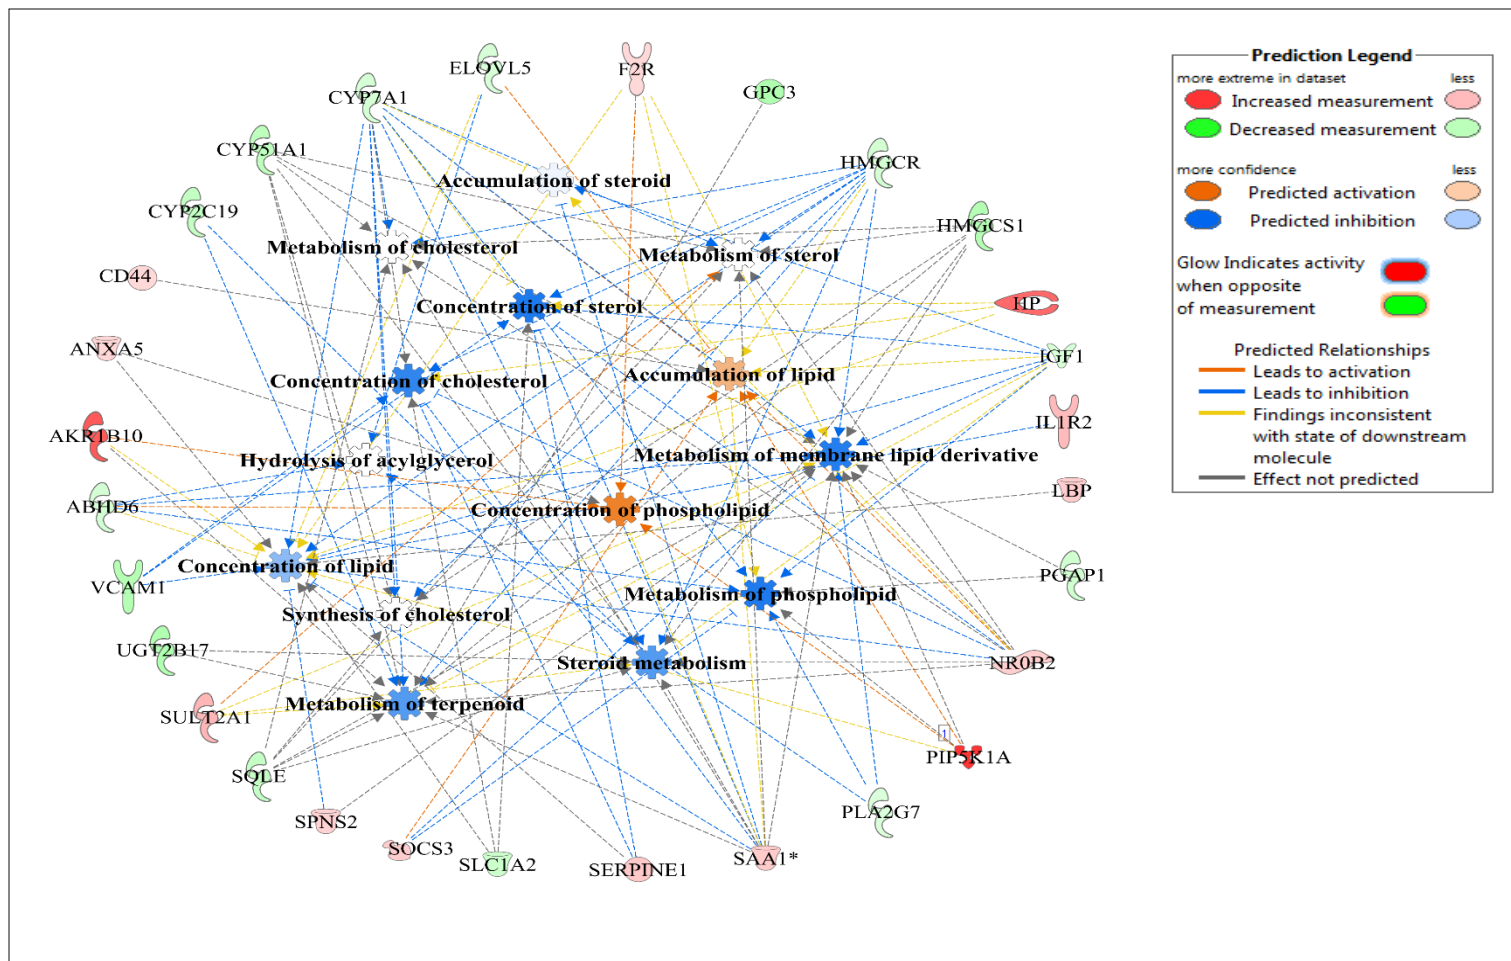 ELOVL5
F2R
GPC3
CYP7A1
CYP51A1
HMGCR
Accumulation of steroid
CYP2C19
HMGCS1
Metabolism of cholesterol
Metabolism of sterol
CD44
Concentration of sterol
HP
ANXA5
IGF1
Concentration of cholesterol
Accumulation of lipid
IL1R2
AKR1B10
Hydrolysis of acylglycerol
Metabolism of membrane lipid derivative
LBP
ABHD6
Concentration of phospholipid
PGAP1
VCAM1
Concentration of lipid
Metabolism of phospholipid
Synthesis of cholesterol
UGT2B17
Steroid metabolism
NR0B2
SULT2A1
Metabolism of terpenoid
1
PIP5K1A
SQLE
SPNS2
PLA2G7
SOCS3
SLC1A2
SERPINE1
SAA1*
Prediction Legend
more extreme in dataset less
Increased measurement
Decreased measurement
more confidence less
Predicted activation
Predicted inhibition
Glow Indicates activity
when opposite
of measurement
Predicted Relationships
Leads to activation
Leads to inhibition
Findings inconsistent
with state of downstream
molecule
Effect not predicted